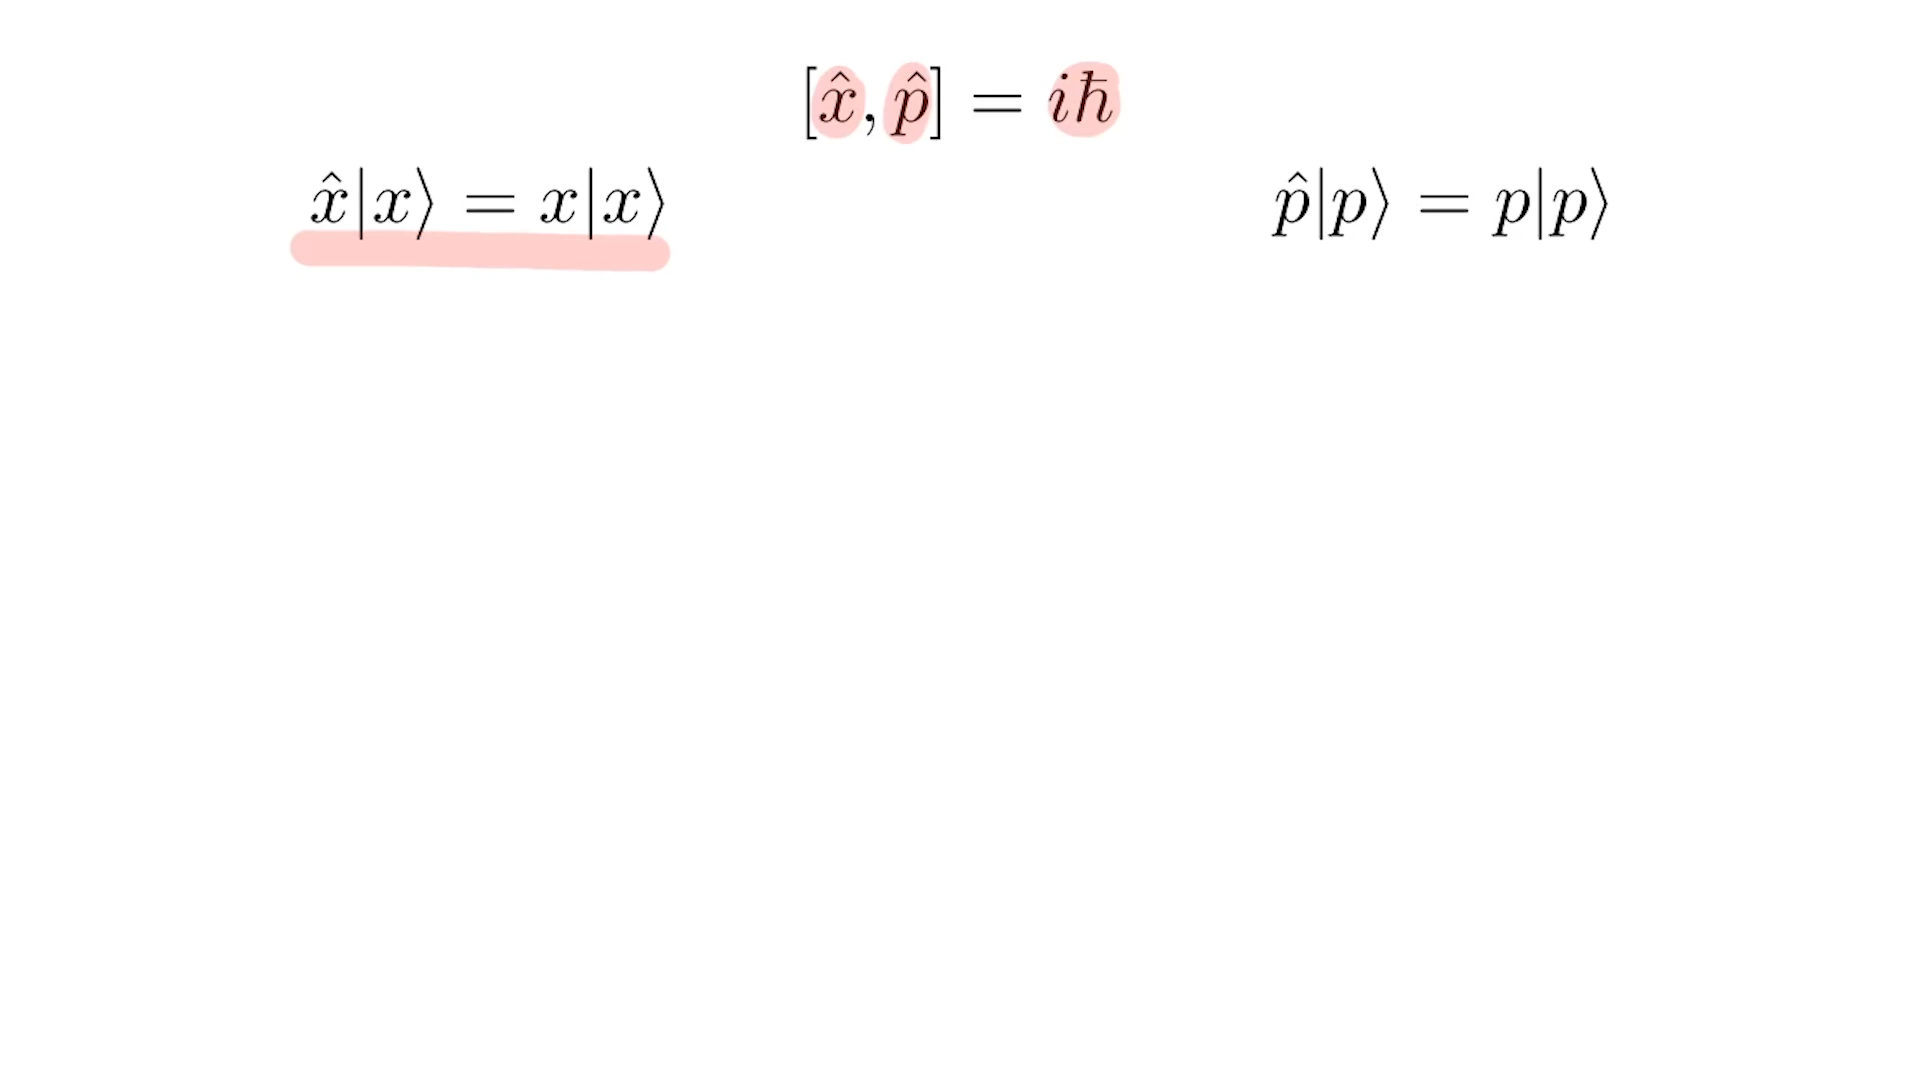 [x̂, p̂] = iħ
x̂|x⟩ = x|x⟩
p̂|p⟩ = p|p⟩